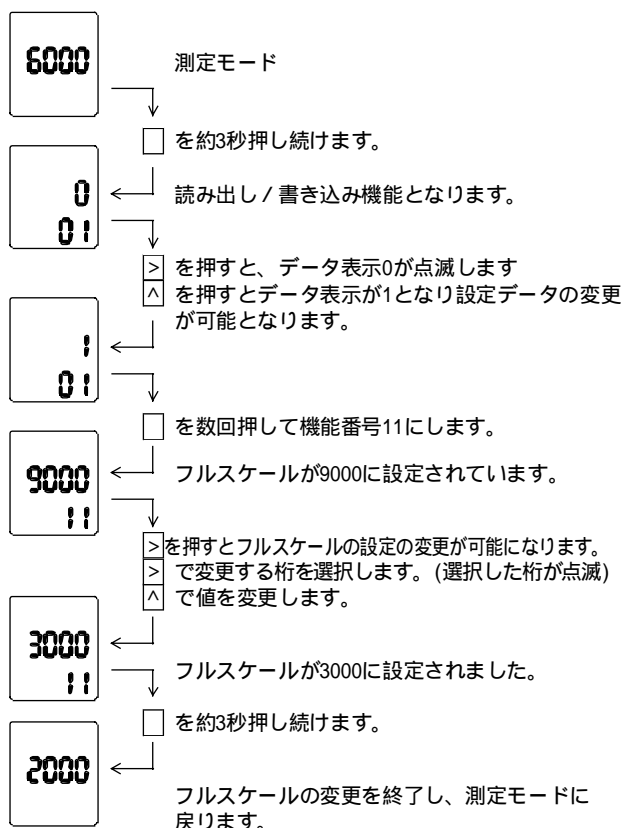 6000
測定モード
を約3秒押し続けます。
0
読み出し / 書き込み機能となります。
01
> を押すと、データ表示0が点滅します
^ を押すとデータ表示が1となり設定データの変更
が可能となります。
1
01
を数回押して機能番号11にします。
9000
フルスケールが9000に設定されています。
11
>を押すとフルスケールの設定の変更が可能になります。
> で変更する桁を選択します。(選択した桁が点滅)
^ で値を変更します。
3000
11
フルスケールが3000に設定されました。
を約3秒押し続けます。
2000
フルスケールの変更を終了し、測定モードに
戻ります。